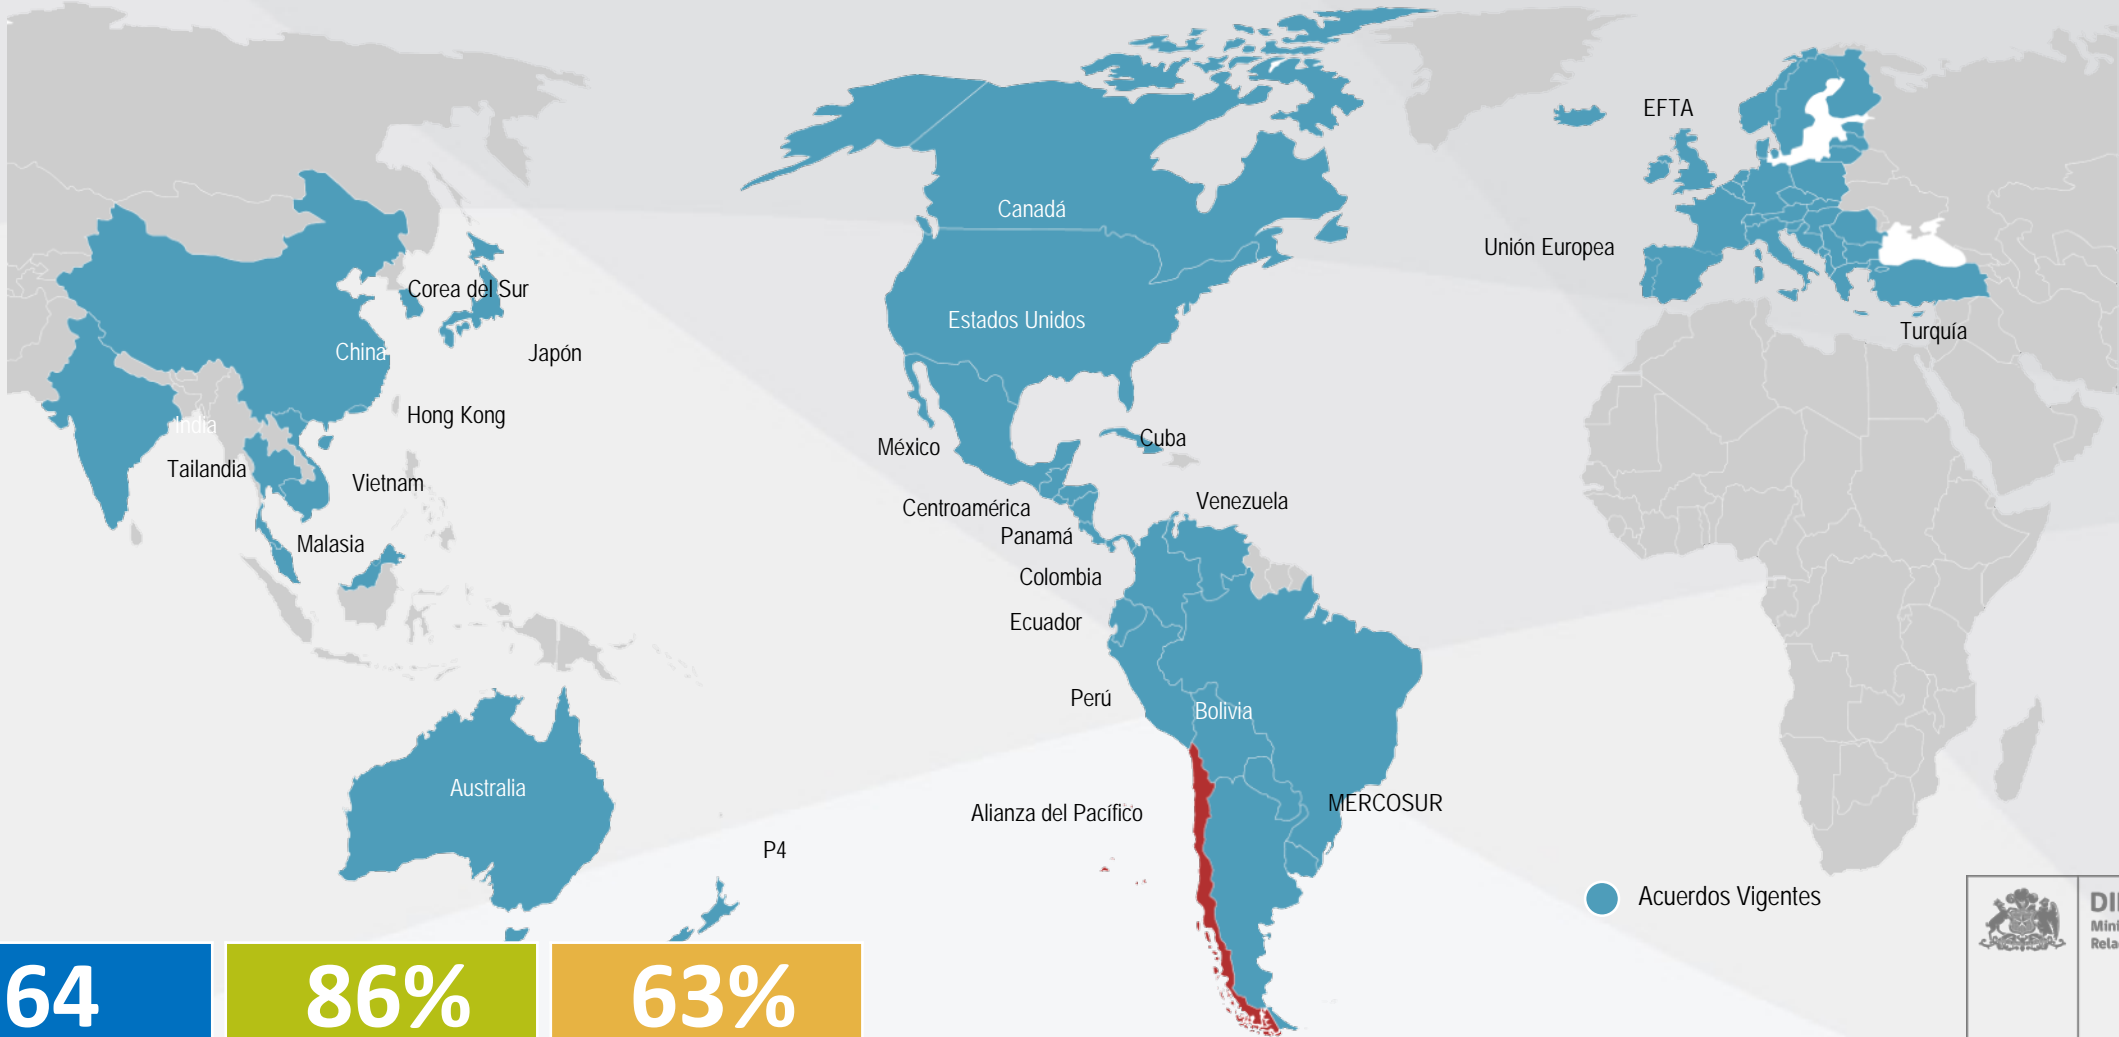 EFTA
Canadá
Unión Europea
Corea del Sur
Estados Unidos
Turquía
China
Japón
Hong Kong
India
México
Cuba
Tailandia
Vietnam
Venezuela
Centroamérica
Panamá
Malasia
Colombia
Ecuador
Perú
Bolivia
Australia
MERCOSUR
Alianza del Pacífico
P4
Acuerdos Vigentes
64
86%
63%